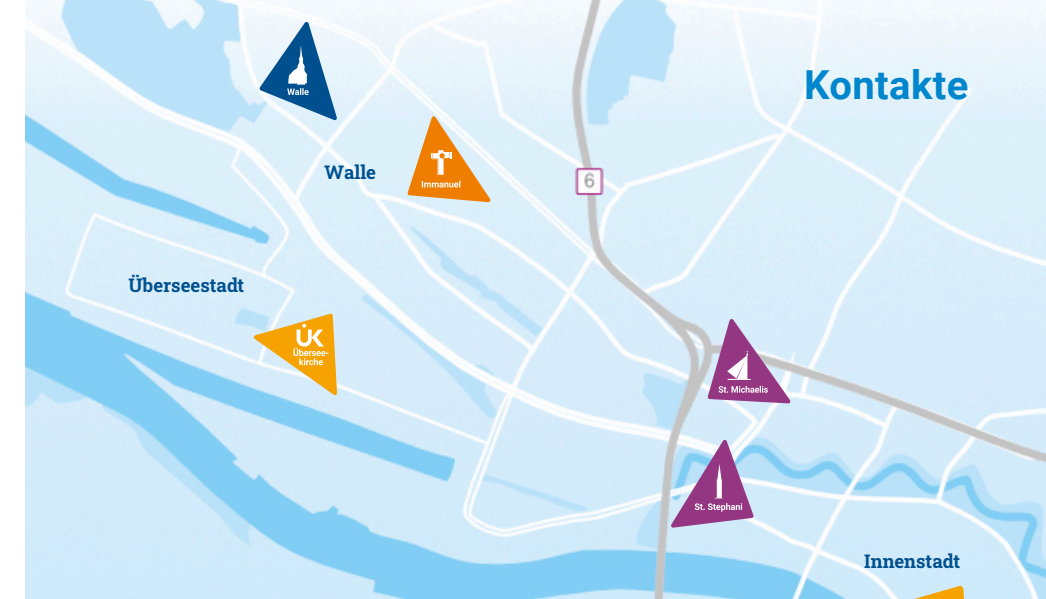 Kontakte
Walle
Walle
Immanuel
6
Überseestadt
ÜK
Übersee-
kirche
St. Michaelis
St. Stephani
Innenstadt